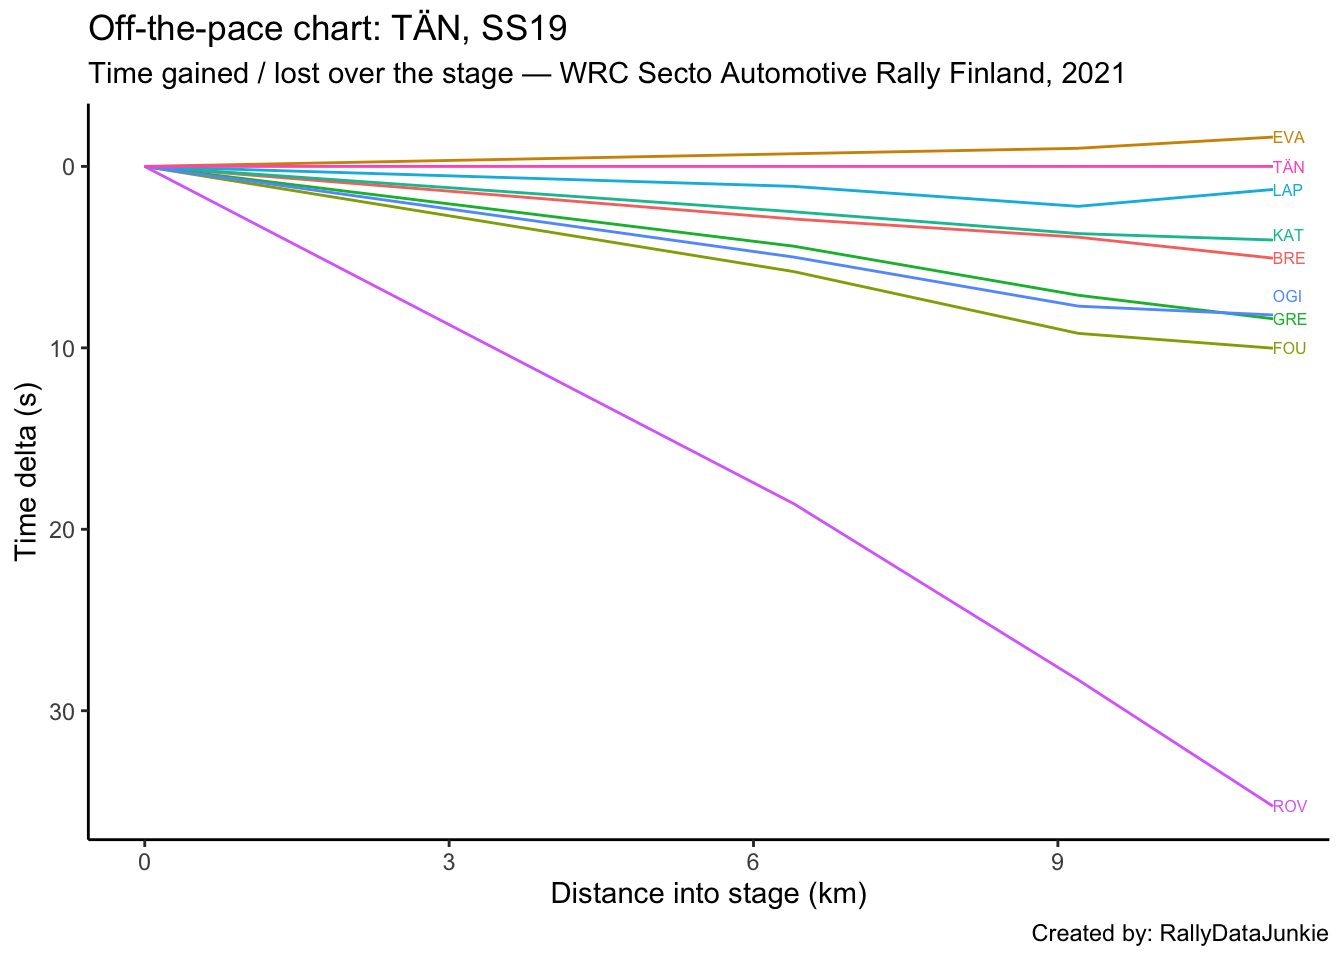 Off-the-pace chart: TÄN, SS19
Time gained / lost over the stage — WRC Secto Automotive Rally Finland, 2021
EVA
0
TÄN
LAP
KAT
BRE
OGI
GRE
10
FOU
Time delta (s)
20
30
ROV
0 3 6 9
Distance into stage (km)
Created by: RallyDataJunkie